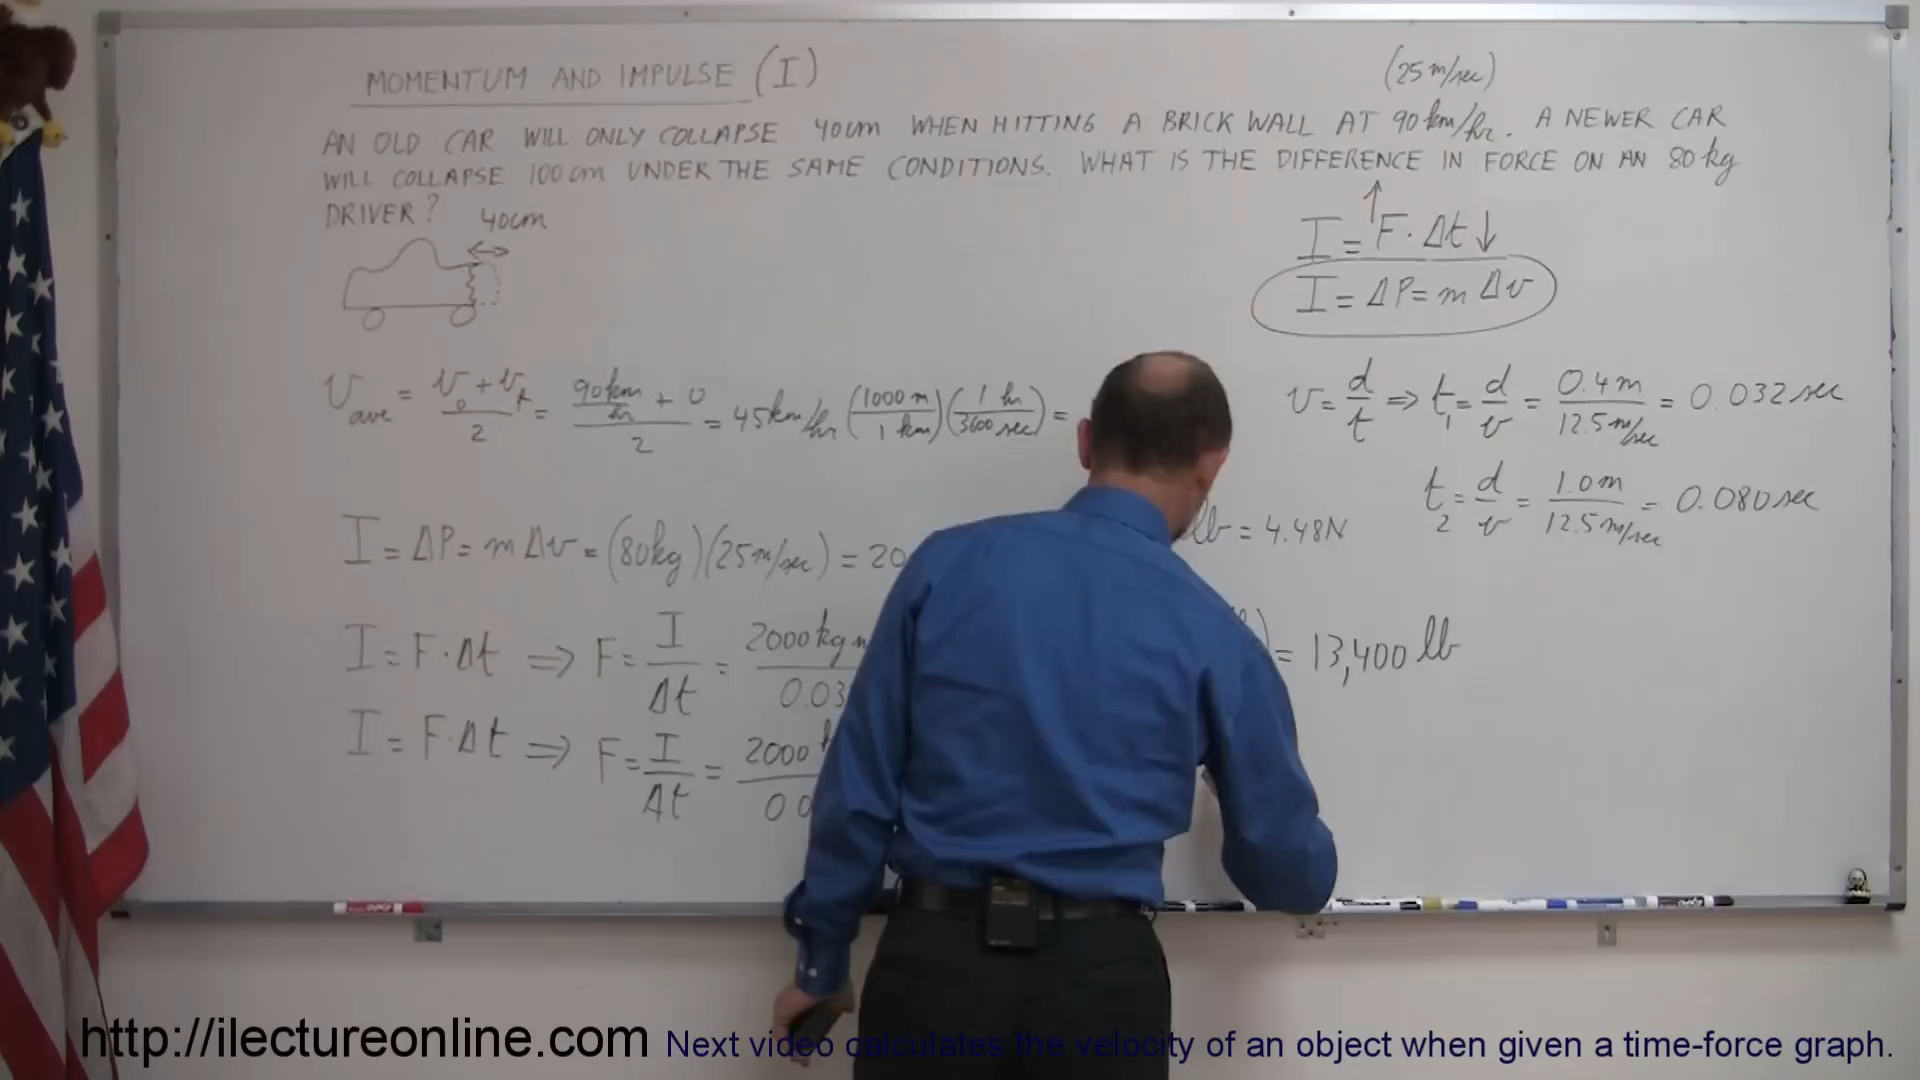 MOMENTUM AND IMPULSE (I)
(25 m/sec)
AN OLD CAR WILL ONLY COLLAPSE 40cm WHEN HITTING A BRICK WALL AT 90 km/hr. A NEWER CAR
WILL COLLAPSE 100cm UNDER THE SAME CONDITIONS. WHAT IS THE DIFFERENCE IN FORCE ON AN 80 kg
DRIVER?
40cm
I = F · Δt ↓
I = ΔP = m Δv
v_ave = (v_0 + v_f)/2 = (90 km/hr + 0)/2 = 45 km/hr (1000 m/1 km)(1 hr/3600 sec) =
v = d/t ⇒ t_1 = d/v = 0.4 m/12.5 m/sec = 0.032 sec
t_2 = d/v = 1.0 m/12.5 m/sec = 0.080 sec
I = ΔP = m Δv = (80 kg)(25 m/sec) = 20
lb = 4.48N
I = F · Δt ⇒ F = I/Δt = 2000 kg m/0.03
) = 13,400 lb
I = F · Δt ⇒ F = I/Δt = 2000 k/0.0
http://ilectureonline.com Next video calculates the velocity of an object when given a time-force graph.